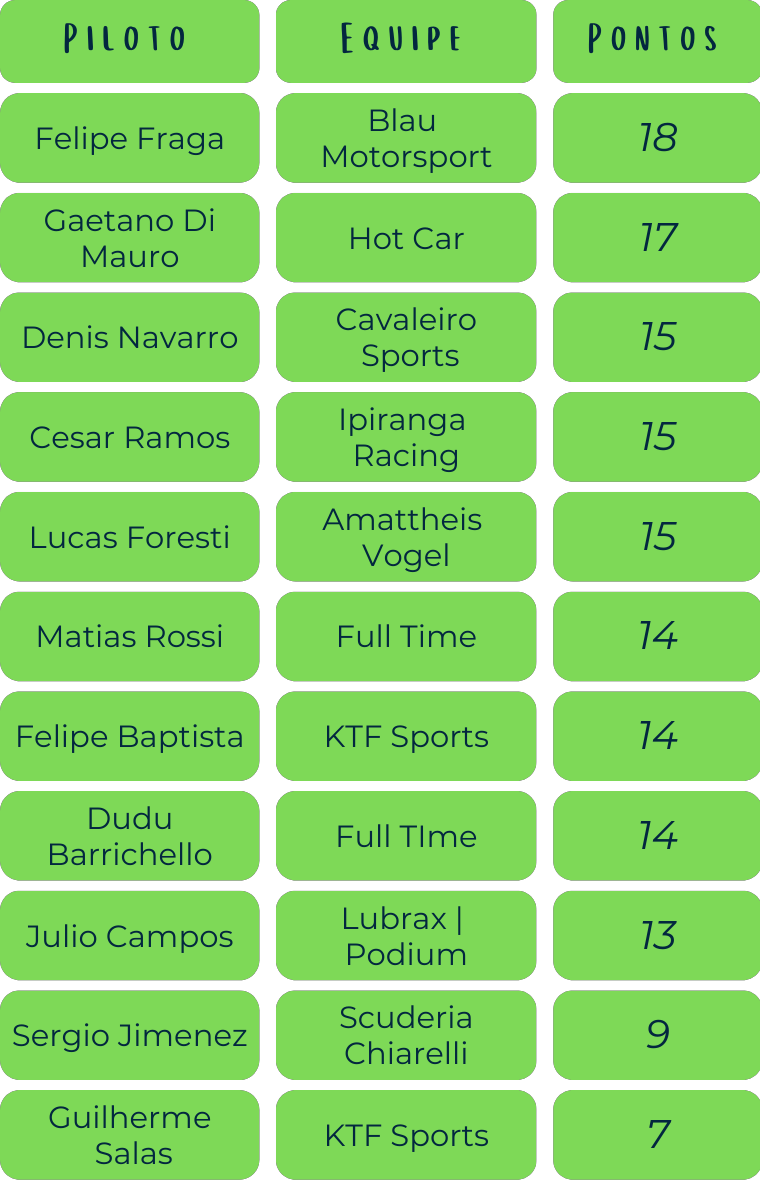 PILOTO EQUIPE PONTOS
Felipe Fraga Blau Motorsport 18
Gaetano Di Mauro Hot Car 17
Denis Navarro Cavaleiro Sports 15
Cesar Ramos Ipiranga Racing 15
Lucas Foresti Amattheis Vogel 15
Matias Rossi Full Time 14
Felipe Baptista KTF Sports 14
Dudu Barrichello Full TIme 14
Julio Campos Lubrax | Podium 13
Sergio Jimenez Scuderia Chiarelli 9
Guilherme Salas KTF Sports 7